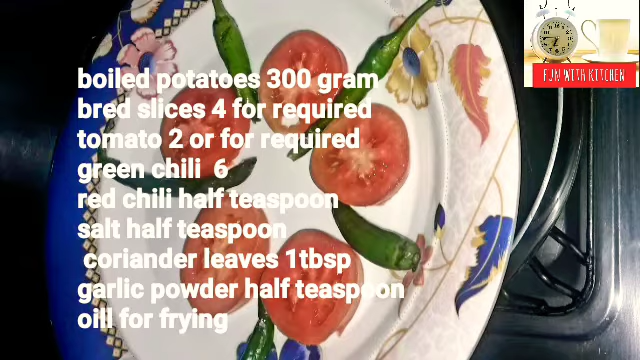 FUN WITH KITCHEN
boiled potatoes 300 gram
bred slices 4 for required
tomato 2 or for required
green chili 6
red chili half teaspoon
salt half teaspoon
coriander leaves 1tbsp
garlic powder half teaspoon
oill for frying